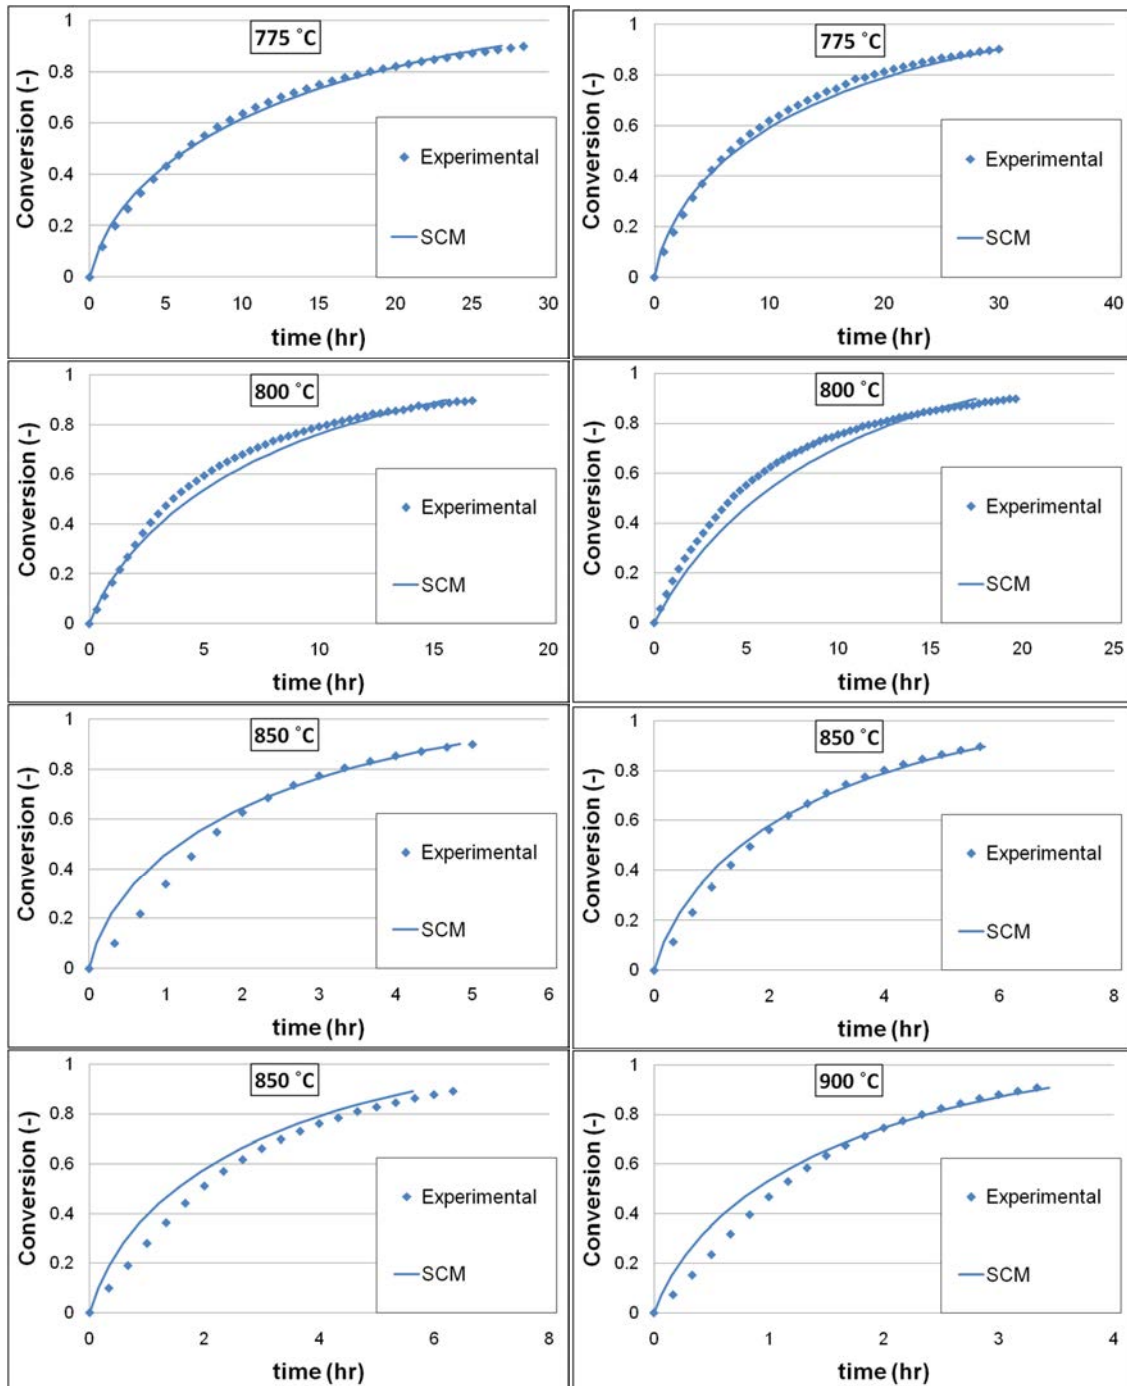 775 ˚C
Conversion (-)
1
0.8
0.6
0.4
0.2
0
Experimental
SCM
0 5 10 15 20 25 30
time (hr)
775 ˚C
Conversion (-)
1
0.8
0.6
0.4
0.2
0
Experimental
SCM
0 10 20 30 40
time (hr)
800 ˚C
Conversion (-)
1
0.8
0.6
0.4
0.2
0
Experimental
SCM
0 5 10 15 20
time (hr)
800 ˚C
Conversion (-)
1
0.8
0.6
0.4
0.2
0
Experimental
SCM
0 5 10 15 20 25
time (hr)
850 ˚C
Conversion (-)
1
0.8
0.6
0.4
0.2
0
Experimental
SCM
0 1 2 3 4 5 6
time (hr)
850 ˚C
Conversion (-)
1
0.8
0.6
0.4
0.2
0
Experimental
SCM
0 2 4 6 8
time (hr)
850 ˚C
Conversion (-)
1
0.8
0.6
0.4
0.2
0
Experimental
SCM
0 2 4 6 8
time (hr)
900 ˚C
Conversion (-)
1
0.8
0.6
0.4
0.2
0
Experimental
SCM
0 1 2 3 4
time (hr)